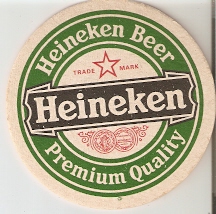 Heineken Beer
TRADE MARK
Heineken
Premium Quality